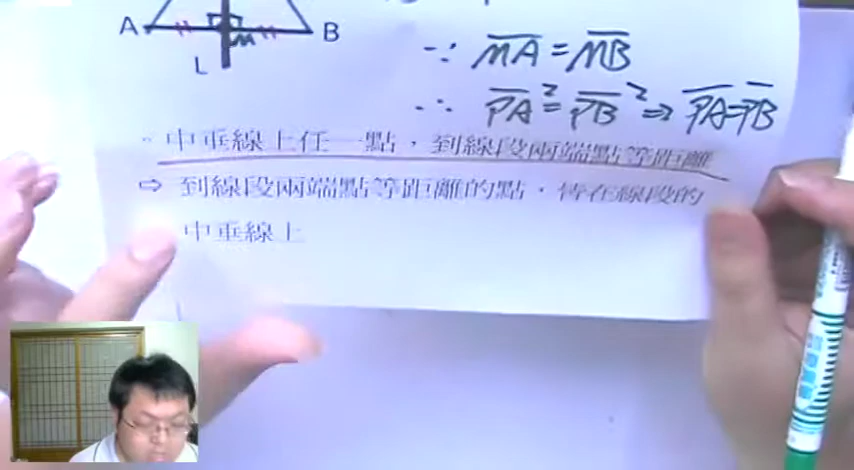 A
M
B
L
∵ MA = MB
∴ PA² = PB² ⇒ PA = PB
中垂線上任一點，到線段兩端點等距離
⇨ 到線段兩端點等距離的點，皆在線段的
中垂線上